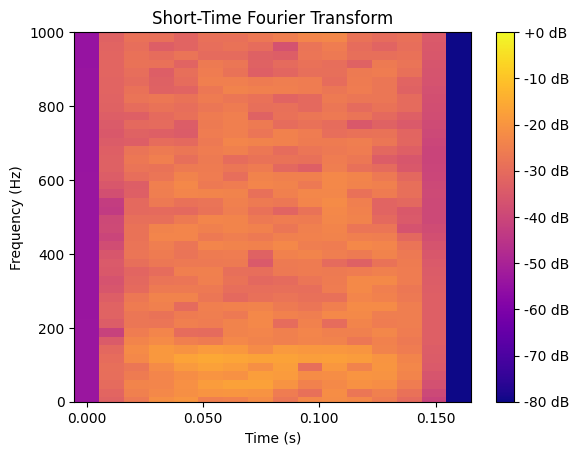 Short-Time Fourier Transform
Frequency (Hz)
1000
800
600
400
200
0
0.000
0.050
0.100
0.150
Time (s)
+0 dB
-10 dB
-20 dB
-30 dB
-40 dB
-50 dB
-60 dB
-70 dB
-80 dB